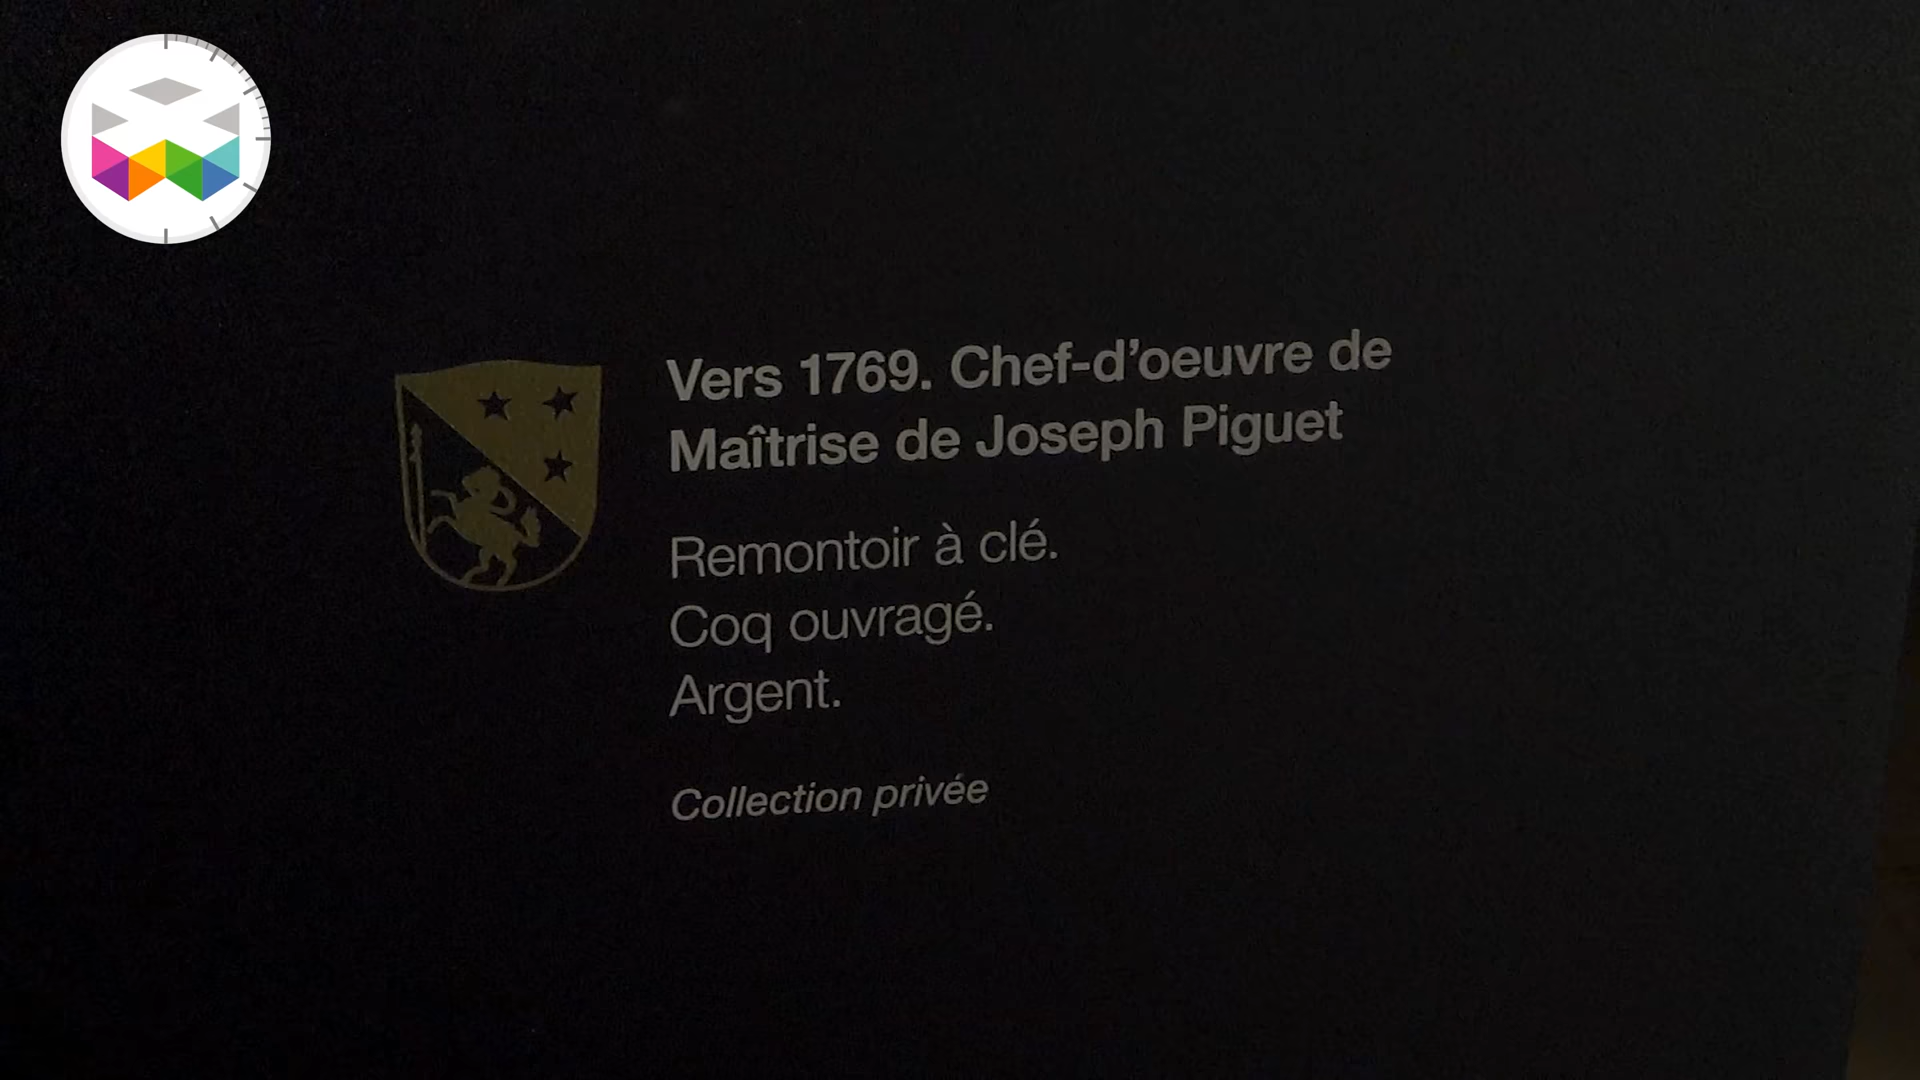 Vers 1769. Chef-d'oeuvre de
Maîtrise de Joseph Piguet
Remontoir à clé.
Coq ouvragé.
Argent.
Collection privée